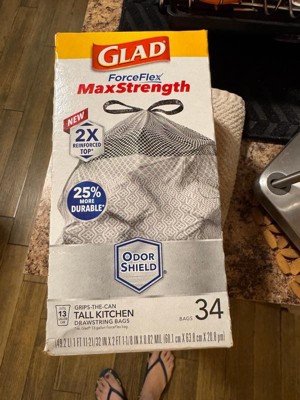 GLAD
ForceFlex
MaxStrength
NEW
2X
REINFORCED
TOP*
25%
MORE
DURABLE*
ODOR
SHIELD
13
GRIPS-THE-CAN
TALL KITCHEN
DRAWSTRING BAGS
BAGS 34